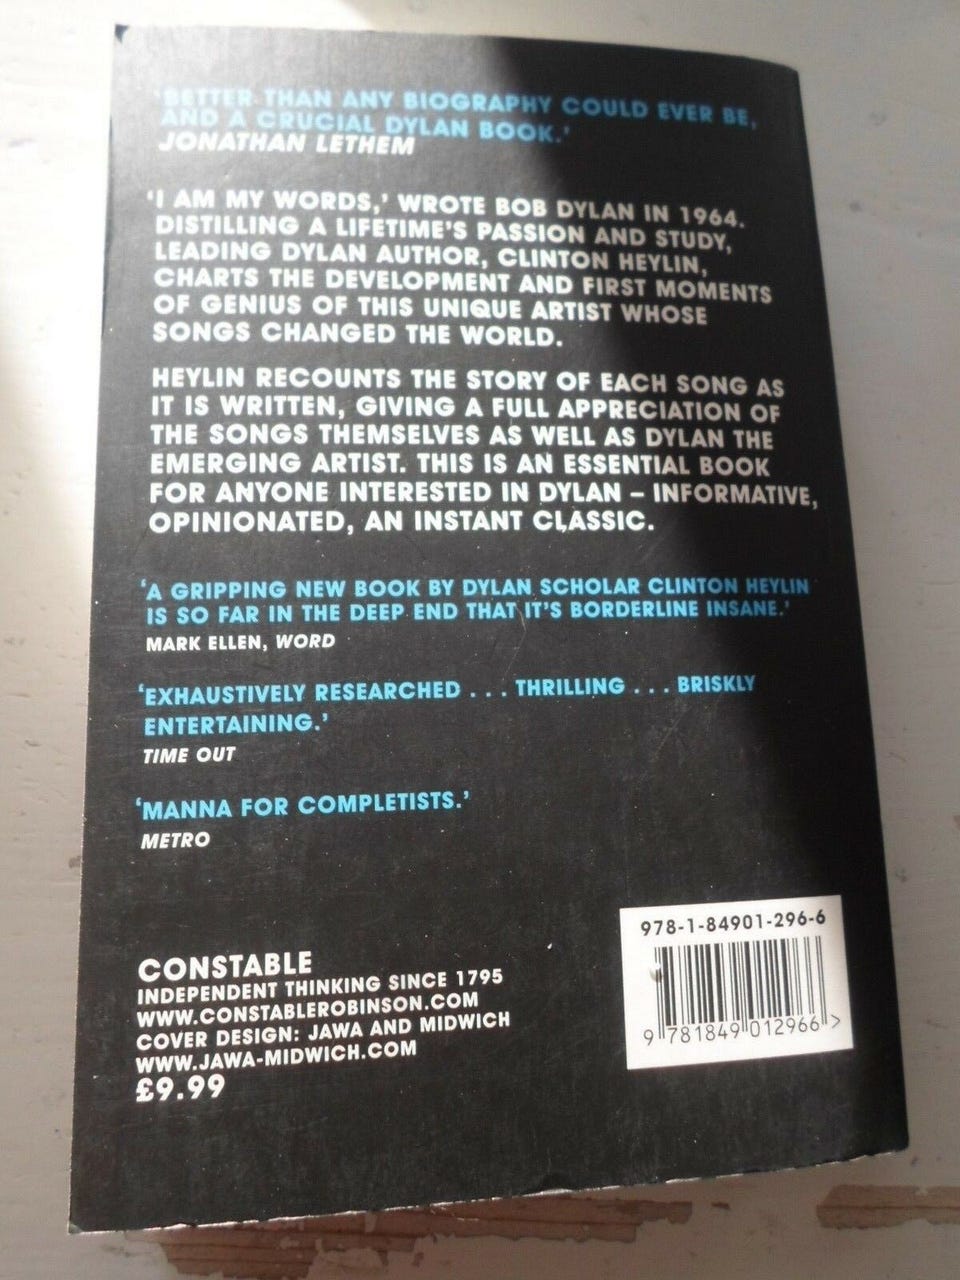 'BETTER THAN ANY BIOGRAPHY COULD EVER BE,
AND A CRUCIAL DYLAN BOOK.'
JONATHAN LETHEM
'I AM MY WORDS,' WROTE BOB DYLAN IN 1964.
DISTILLING A LIFETIME'S PASSION AND STUDY,
LEADING DYLAN AUTHOR, CLINTON HEYLIN,
CHARTS THE DEVELOPMENT AND FIRST MOMENTS
OF GENIUS OF THIS UNIQUE ARTIST WHOSE
SONGS CHANGED THE WORLD.
HEYLIN RECOUNTS THE STORY OF EACH SONG AS
IT IS WRITTEN, GIVING A FULL APPRECIATION OF
THE SONGS THEMSELVES AS WELL AS DYLAN THE
EMERGING ARTIST. THIS IS AN ESSENTIAL BOOK
FOR ANYONE INTERESTED IN DYLAN – INFORMATIVE,
OPINIONATED, AN INSTANT CLASSIC.
'A GRIPPING NEW BOOK BY DYLAN SCHOLAR CLINTON HEYLIN
IS SO FAR IN THE DEEP END THAT IT'S BORDERLINE INSANE.'
MARK ELLEN, WORD
'EXHAUSTIVELY RESEARCHED . . . THRILLING . . . BRISKLY
ENTERTAINING.'
TIME OUT
'MANNA FOR COMPLETISTS.'
METRO
CONSTABLE
INDEPENDENT THINKING SINCE 1795
WWW.CONSTABLEROBINSON.COM
COVER DESIGN: JAWA AND MIDWICH
WWW.JAWA-MIDWICH.COM
£9.99
978-1-84901-296-6
9 781849 012966 >